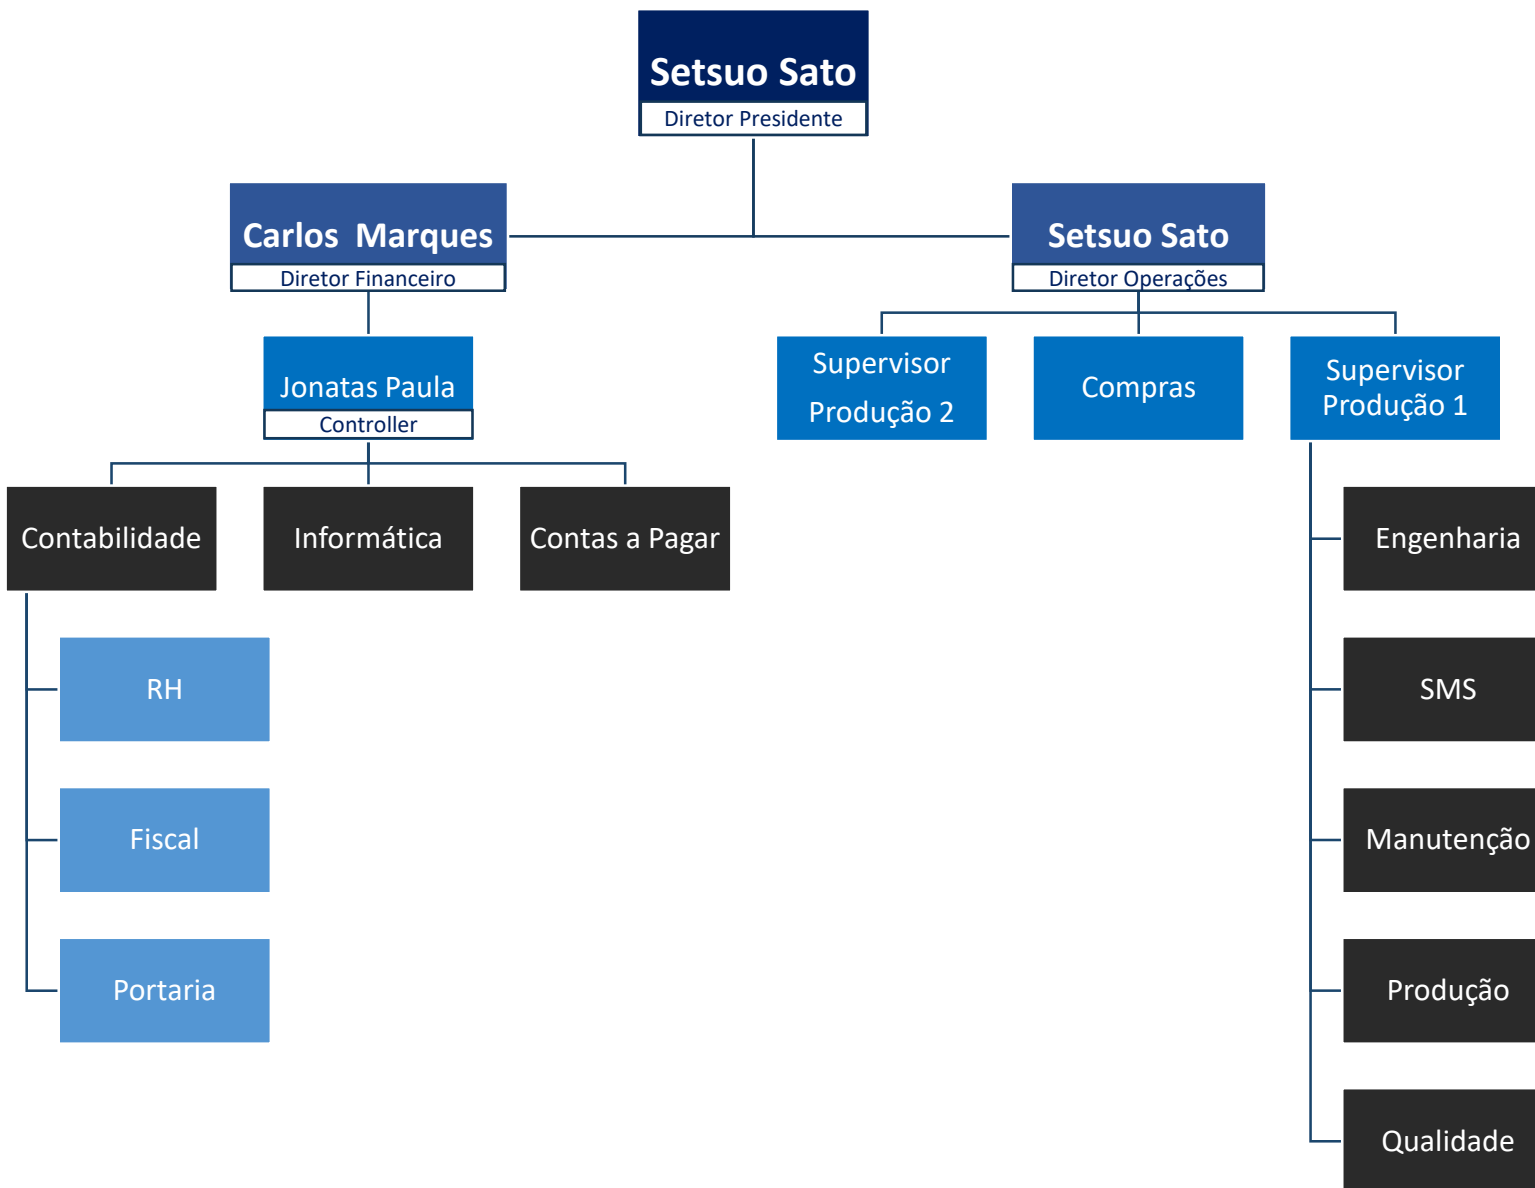 Setsuo Sato
Diretor Presidente
Carlos  Marques
Diretor Financeiro
Setsuo Sato
Diretor Operações
Jonatas Paula
Controller
Supervisor
Produção 2
Compras
Supervisor
Produção 1
Contabilidade
Informática
Contas a Pagar
Engenharia
RH
SMS
Fiscal
Manutenção
Portaria
Produção
Qualidade